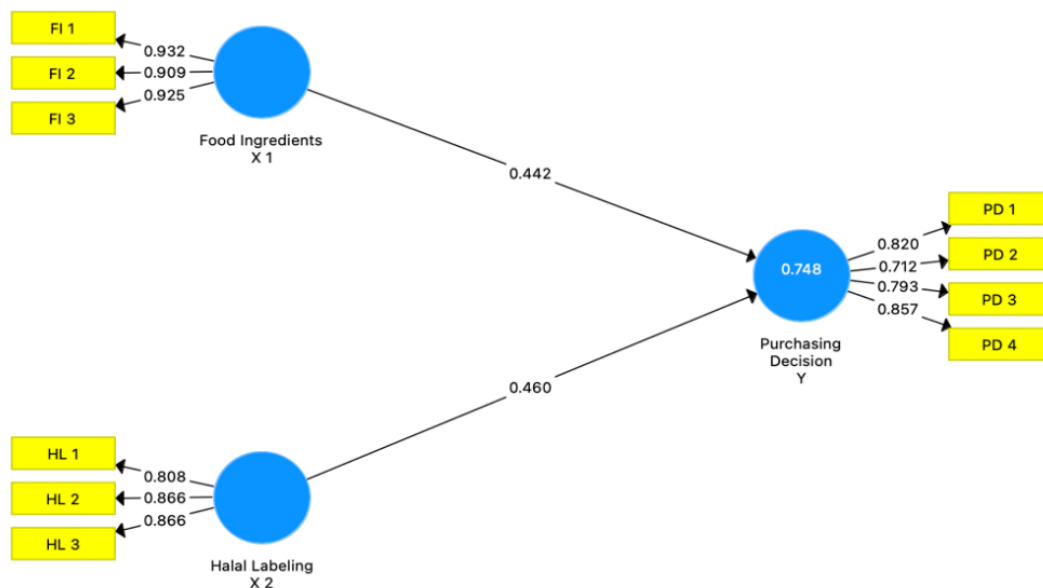 FI 1
0.932
FI 2
0.909
FI 3
0.925
Food Ingredients
X 1
0.442
PD 1
0.820
PD 2
0.712
0.748
0.793
PD 3
0.857
PD 4
Purchasing
Decision
Y
0.460
HL 1
0.808
HL 2
0.866
HL 3
0.866
Halal Labeling
X 2